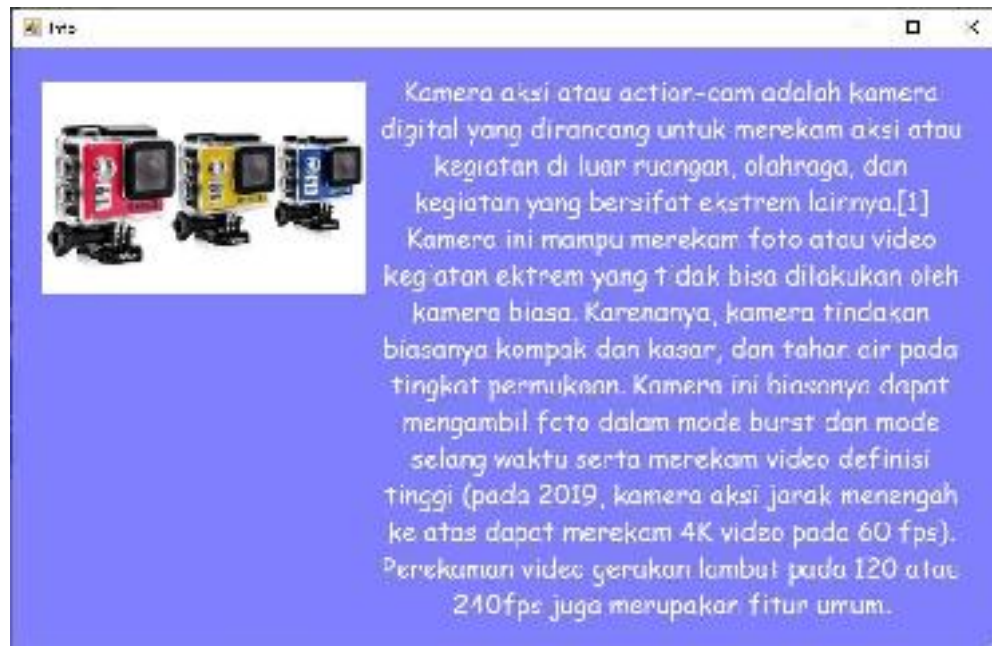 Info
Kamera aksi atau action-cam adalah kamera
digital yang dirancang untuk merekam aksi atau
kegiatan di luar ruangan, olahraga, dan
kegiatan yang bersifat ekstrem lainnya.[1]
Kamera ini mampu merekam foto atau video
kegiatan ektrem yang tidak bisa dilakukan oleh
kamera biasa. Karenanya, kamera tindakan
biasanya kompak dan kasar, dan tahan air pada
tingkat permukaan. Kamera ini biasanya dapat
mengambil foto dalam mode burst dan mode
selang waktu serta merekam video definisi
tinggi (pada 2019, kamera aksi jarak menengah
ke atas dapat merekam 4K video pada 60 fps).
Perekaman video gerakan lambat pada 120 atau
240fps juga merupakan fitur umum.